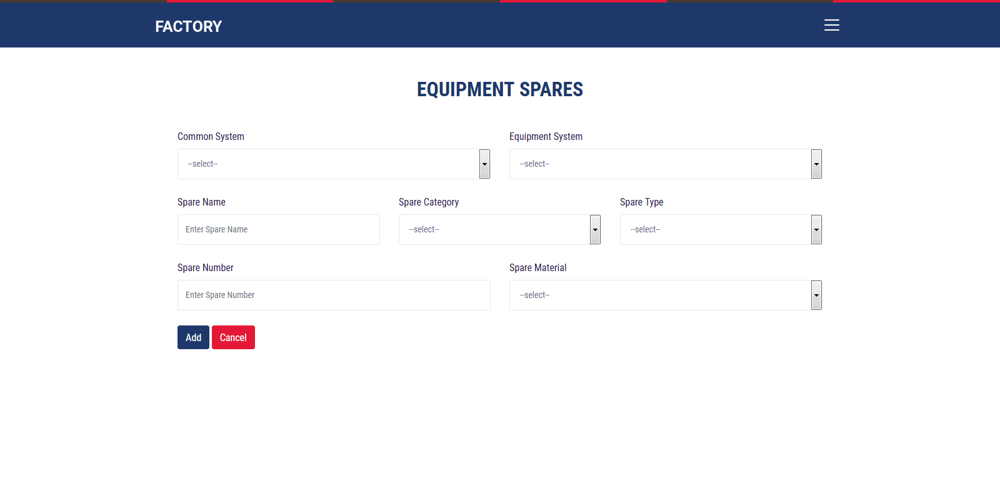 FACTORY
EQUIPMENT SPARES
Common System
Equipment System
--select--
--select--
Spare Name
Spare Category
Spare Type
Enter Spare Name
--select--
--select--
Spare Number
Spare Material
Enter Spare Number
--select--
Add
Cancel